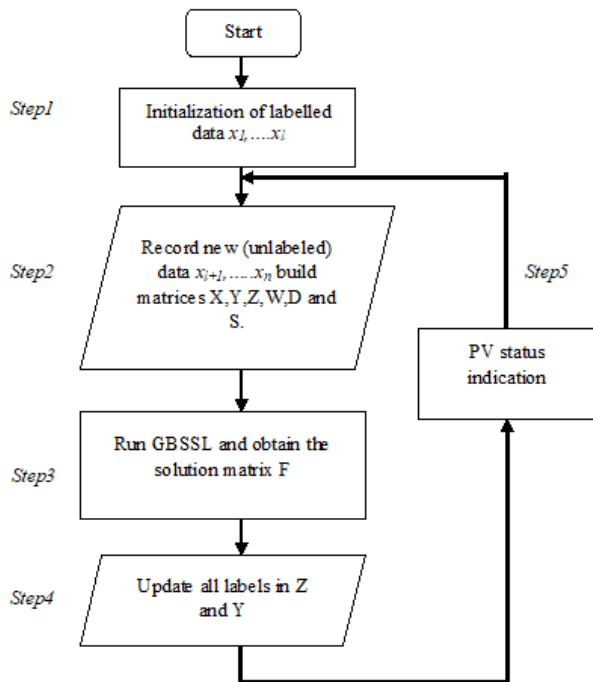 Start
Step1
Initialization of labelled
data x1,....xl
Step2
Record new (unlabeled)
data xl+1,.....xn build
matrices X,Y,Z,W,D and
S.
Step5
PV status
indication
Run GBSSL and obtain the
solution matrix F
Step3
Update all labels in Z
and Y
Step4